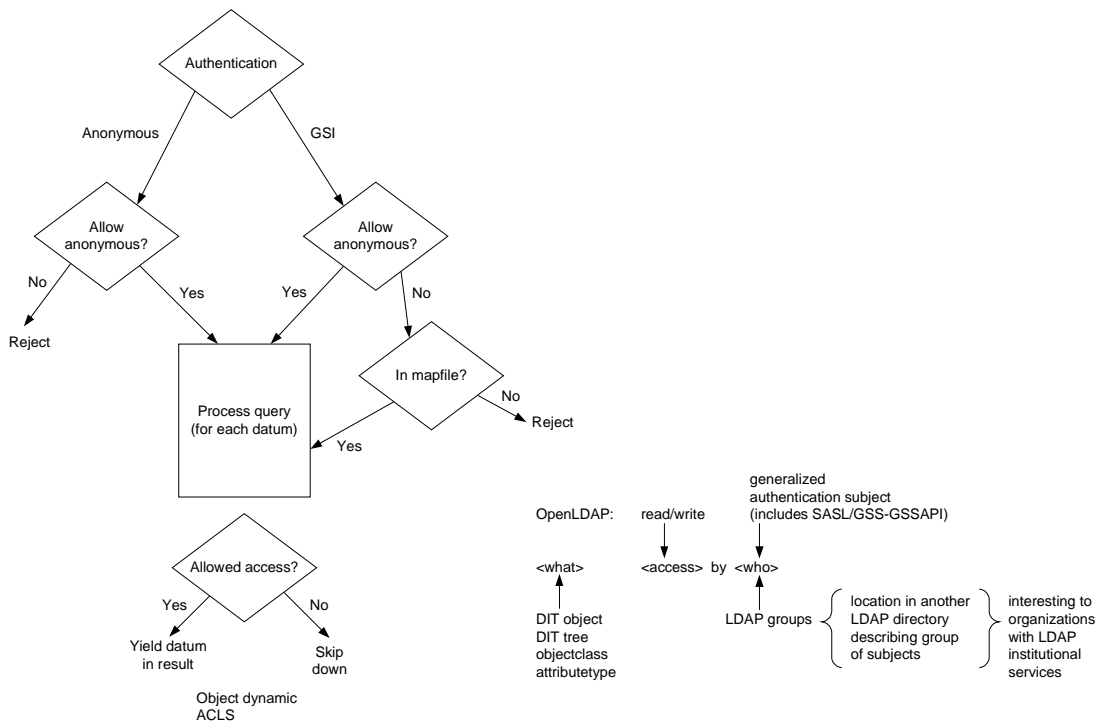 Authentication
Anonymous
GSI
Allow
anonymous?
Allow
anonymous?
No
Yes
Yes
No
Reject
In mapfile?
No
Reject
Yes
Process query
(for each datum)
Allowed access?
Yes
No
Yield datum
in result
Skip
down
Object dynamic
ACLS
generalized
authentication subject
(includes SASL/GSS-GSSAPI)
OpenLDAP:
read/write
<what>
<access> by <who>
DIT object
DIT tree
objectclass
attributetype
LDAP groups
location in another
LDAP directory
describing group
of subjects
interesting to
organizations
with LDAP
institutional
services